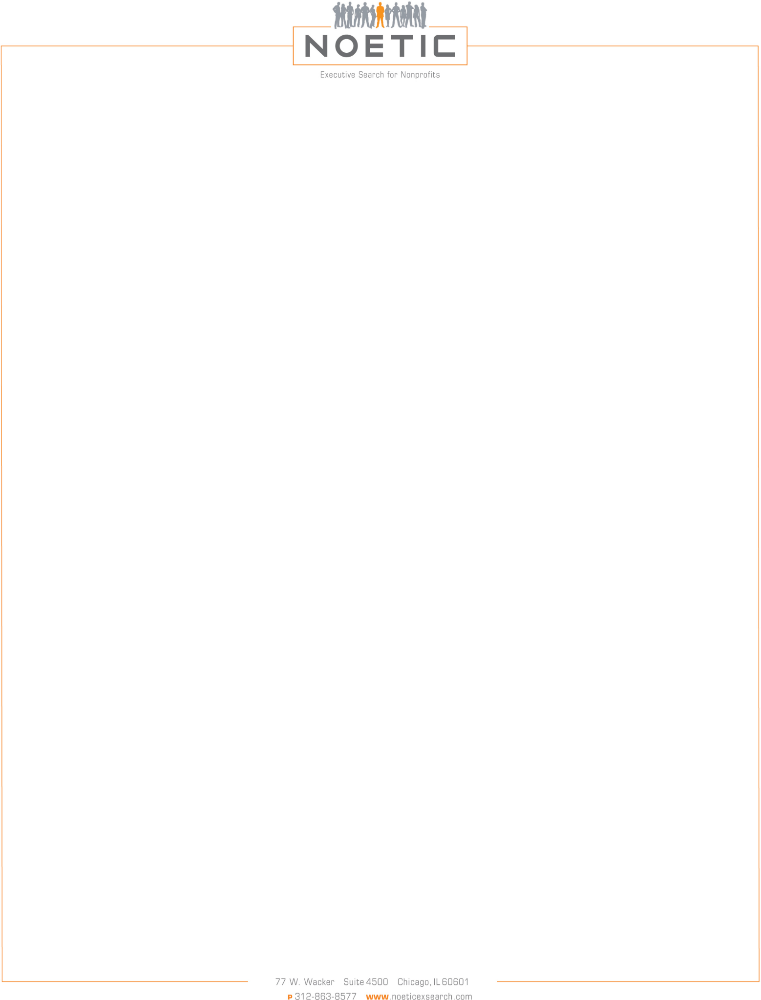 NOETIC
Executive Search for Nonprofits
77 W. Wacker Suite 4500 Chicago, IL 60601
P 312-863-8577 www.noeticexsearch.com